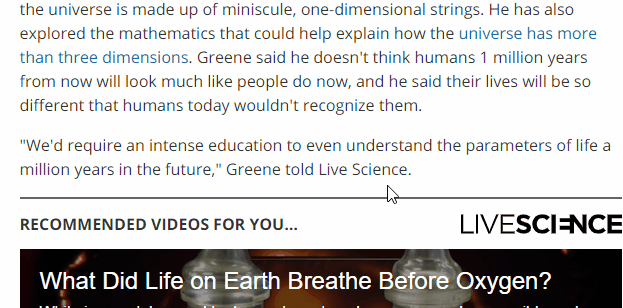 the universe is made up of miniscule, one-dimensional strings. He has also
explored the mathematics that could help explain how the universe has more
than three dimensions. Greene said he doesn't think humans 1 million years
from now will look much like people do now, and he said their lives will be so
different that humans today wouldn't recognize them.
"We'd require an intense education to even understand the parameters of life a
million years in the future," Greene told Live Science.
RECOMMENDED VIDEOS FOR YOU...
LIVESCIENCE
What Did Life on Earth Breathe Before Oxygen?